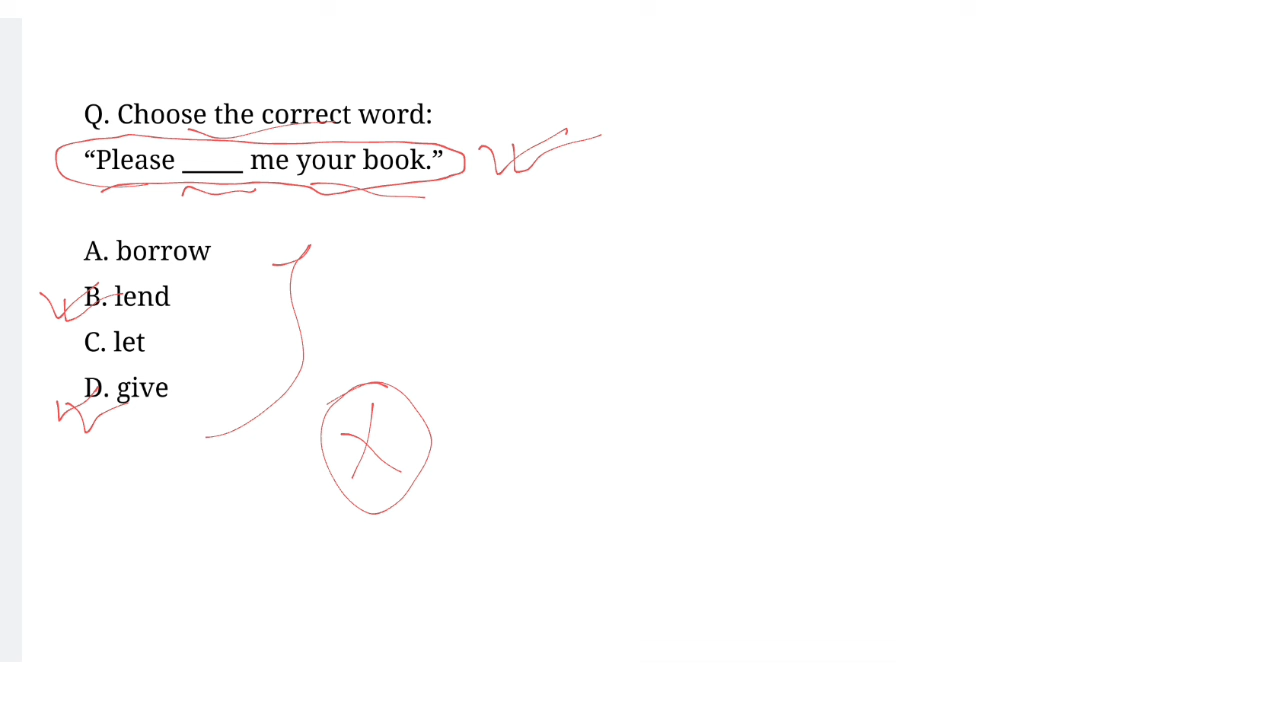 Q. Choose the correct word:
“Please _____ me your book.”
A. borrow
B. lend
C. let
D. give